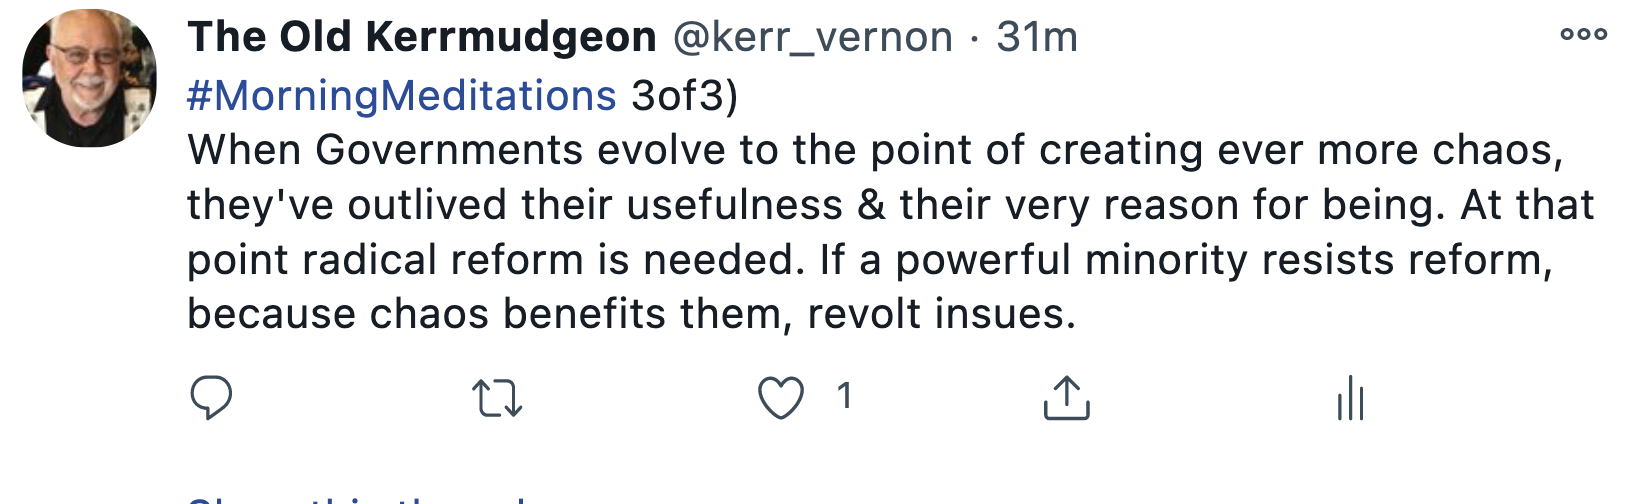 The Old Kerrmudgeon @kerr_vernon · 31m
#MorningMeditations 3of3)
When Governments evolve to the point of creating ever more chaos,
they've outlived their usefulness & their very reason for being. At that
point radical reform is needed. If a powerful minority resists reform,
because chaos benefits them, revolt insues.
1